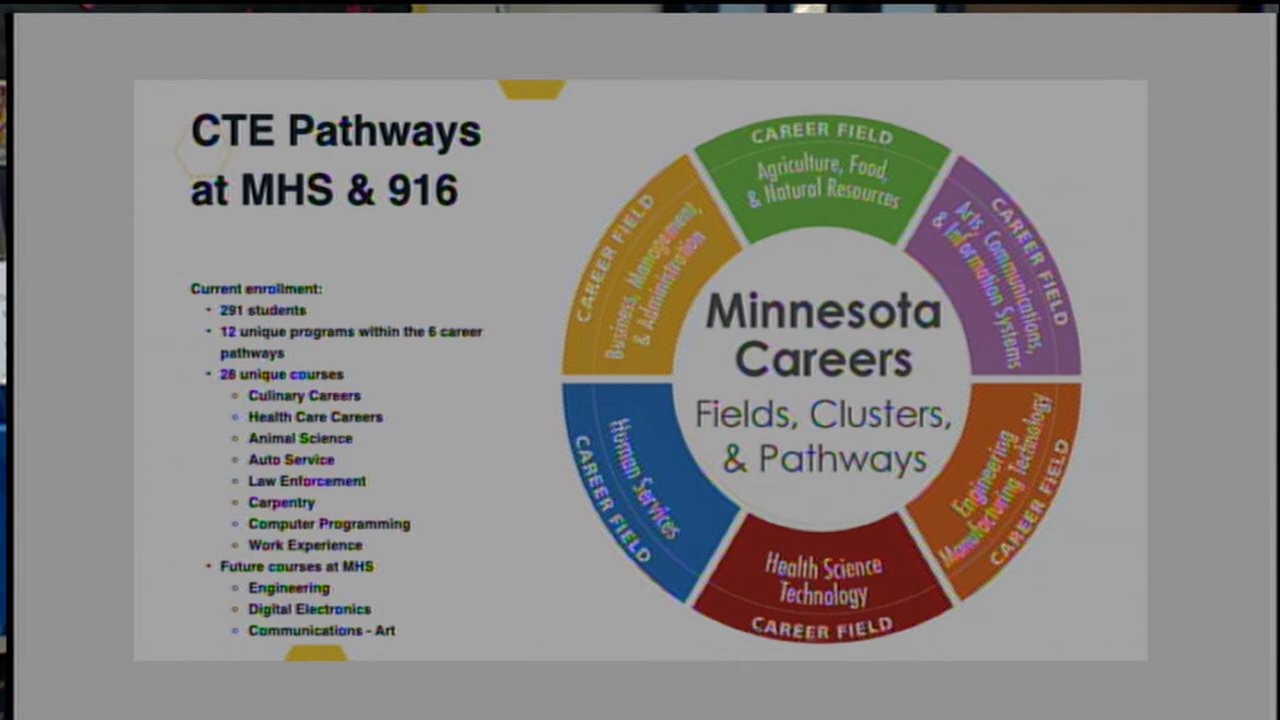 CTE Pathways
at MHS & 916
Current enrollment:
291 students
12 unique programs within the 6 career
pathways
26 unique courses
Culinary Careers
Health Care Careers
Animal Science
Auto Service
Law Enforcement
Carpentry
Computer Programming
Work Experience
Future courses at MHS
Engineering
Digital Electronics
Communications - Art
CAREER FIELD
Agriculture, Food,
& Natural Resources
CAREER FIELD
Arts, Communications,
& Information Systems
CAREER FIELD
Engineering
Manufacturing Technology
CAREER FIELD
Health Science
Technology
CAREER FIELD
Human Services
CAREER FIELD
Business, Management,
& Administration
Minnesota
Careers
Fields, Clusters,
& Pathways